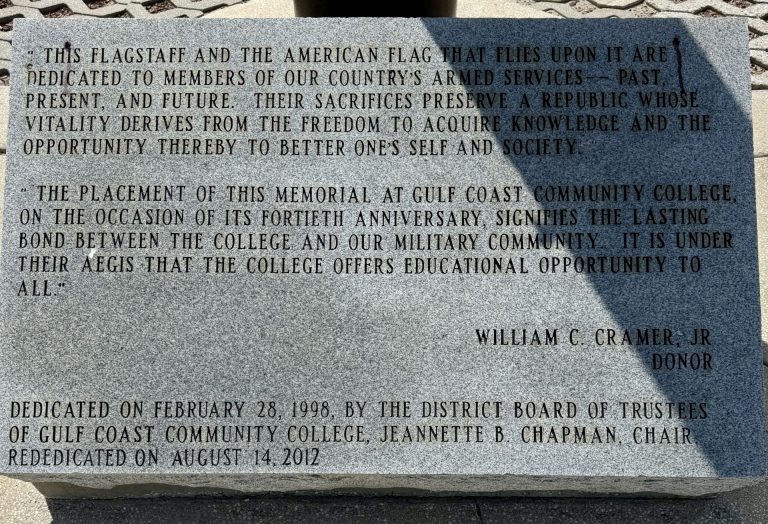 " THIS FLAGSTAFF AND THE AMERICAN FLAG THAT FLIES UPON IT ARE
DEDICATED TO MEMBERS OF OUR COUNTRY'S ARMED SERVICES-- PAST,
PRESENT, AND FUTURE. THEIR SACRIFICES PRESERVE A REPUBLIC WHOSE
VITALITY DERIVES FROM THE FREEDOM TO ACQUIRE KNOWLEDGE AND THE
OPPORTUNITY THEREBY TO BETTER ONE'S SELF AND SOCIETY.
" THE PLACEMENT OF THIS MEMORIAL AT GULF COAST COMMUNITY COLLEGE,
ON THE OCCASION OF ITS FORTIETH ANNIVERSARY, SIGNIFIES THE LASTING
BOND BETWEEN THE COLLEGE AND OUR MILITARY COMMUNITY. IT IS UNDER
THEIR AEGIS THAT THE COLLEGE OFFERS EDUCATIONAL OPPORTUNITY TO
ALL."
WILLIAM C. CRAMER, JR
DONOR
DEDICATED ON FEBRUARY 28, 1998, BY THE DISTRICT BOARD OF TRUSTEES
OF GULF COAST COMMUNITY COLLEGE, JEANNETTE B. CHAPMAN, CHAIR.
REDEDICATED ON AUGUST 14, 2012